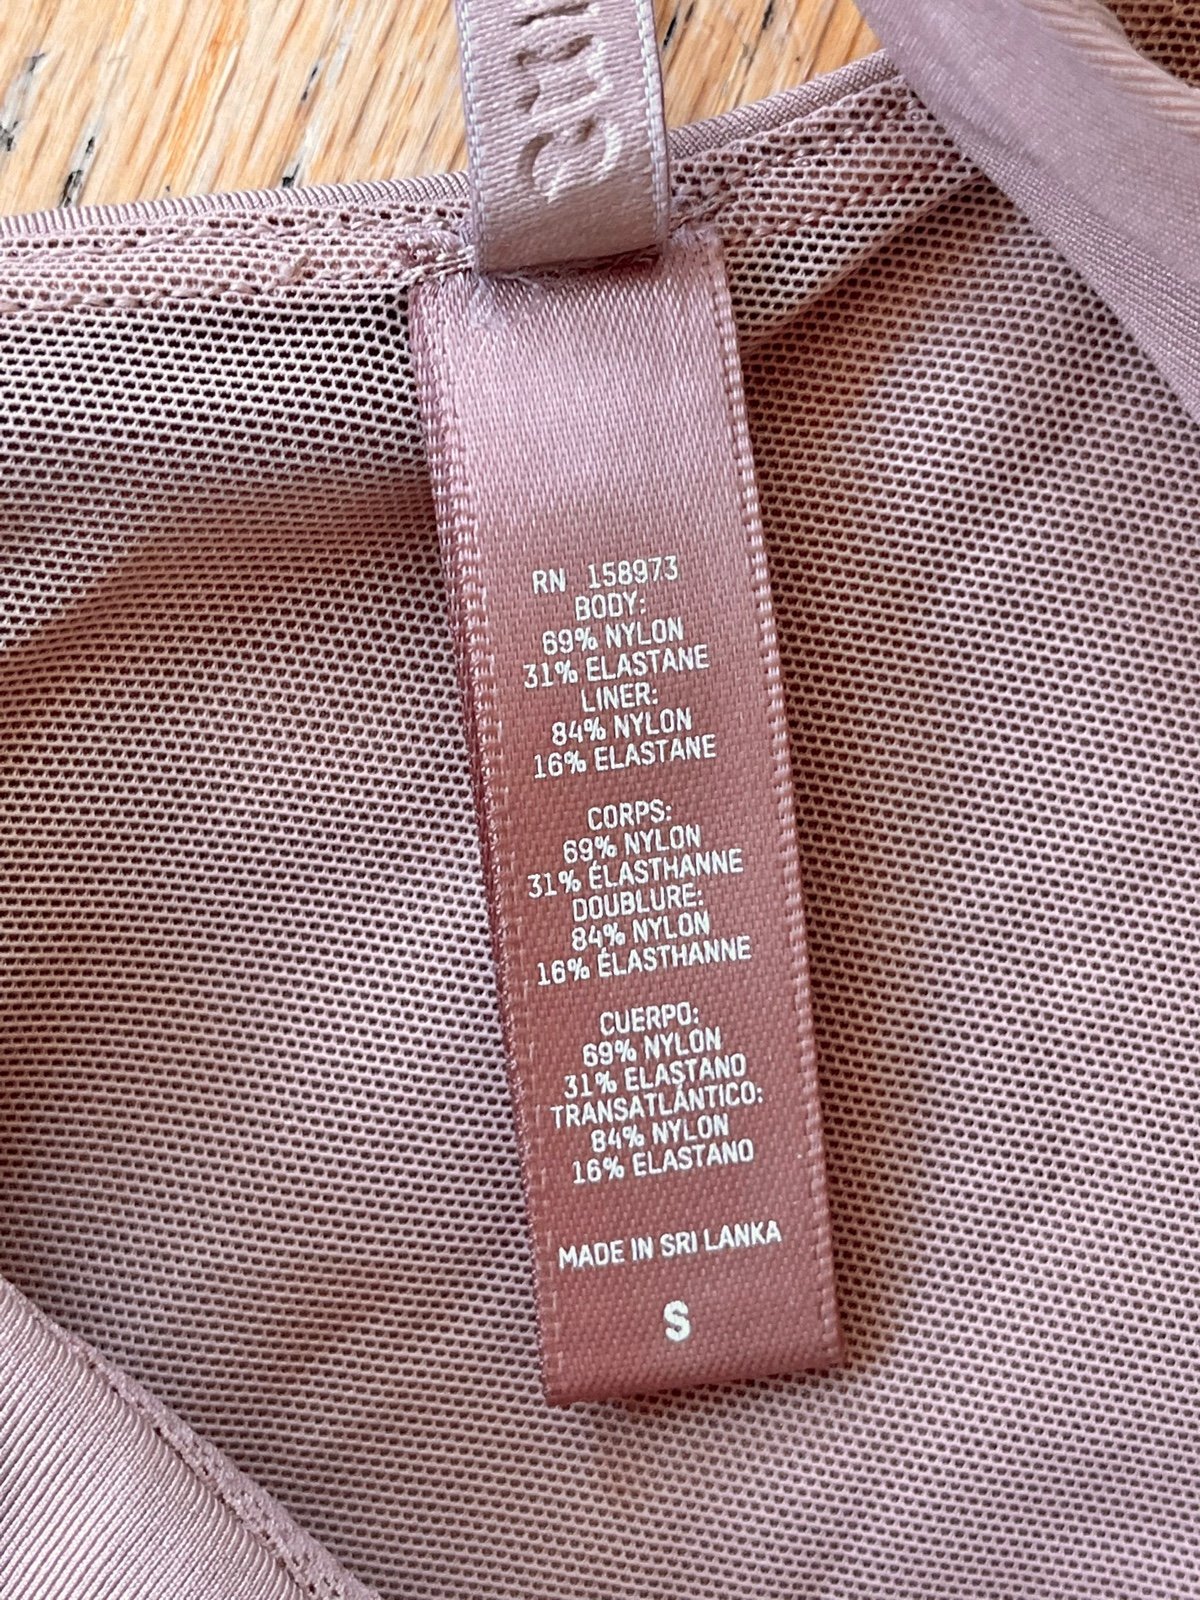 RN 158973
BODY:
69% NYLON
31% ELASTANE
LINER:
84% NYLON
16% ELASTANE
CORPS:
69% NYLON
31% ÉLASTHANNE
DOUBLURE:
84% NYLON
16% ÉLASTHANNE
CUERPO:
69% NYLON
31% ELASTANO
TRANSATLÁNTICO:
84% NYLON
16% ELASTANO
MADE IN SRI LANKA
S